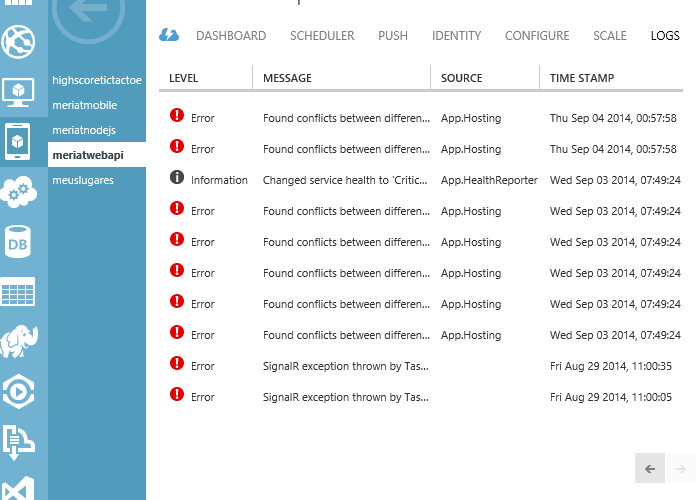 DASHBOARD SCHEDULER PUSH IDENTITY CONFIGURE SCALE LOGS
highscoretictactoe
meriatmobile
meriatnodejs
meriatwebapi
meuslugares
DB
LEVEL MESSAGE SOURCE TIME STAMP
Error Found conflicts between differen... App.Hosting Thu Sep 04 2014, 00:57:58
Error Found conflicts between differen... App.Hosting Thu Sep 04 2014, 00:57:58
Information Changed service health to 'Critic... App.HealthReporter Wed Sep 03 2014, 07:49:24
Error Found conflicts between differen... App.Hosting Wed Sep 03 2014, 07:49:24
Error Found conflicts between differen... App.Hosting Wed Sep 03 2014, 07:49:24
Error Found conflicts between differen... App.Hosting Wed Sep 03 2014, 07:49:24
Error Found conflicts between differen... App.Hosting Wed Sep 03 2014, 07:49:24
Error Found conflicts between differen... App.Hosting Wed Sep 03 2014, 07:49:24
Error SignalR exception thrown by Tas... Fri Aug 29 2014, 11:00:35
Error SignalR exception thrown by Tas... Fri Aug 29 2014, 11:00:05